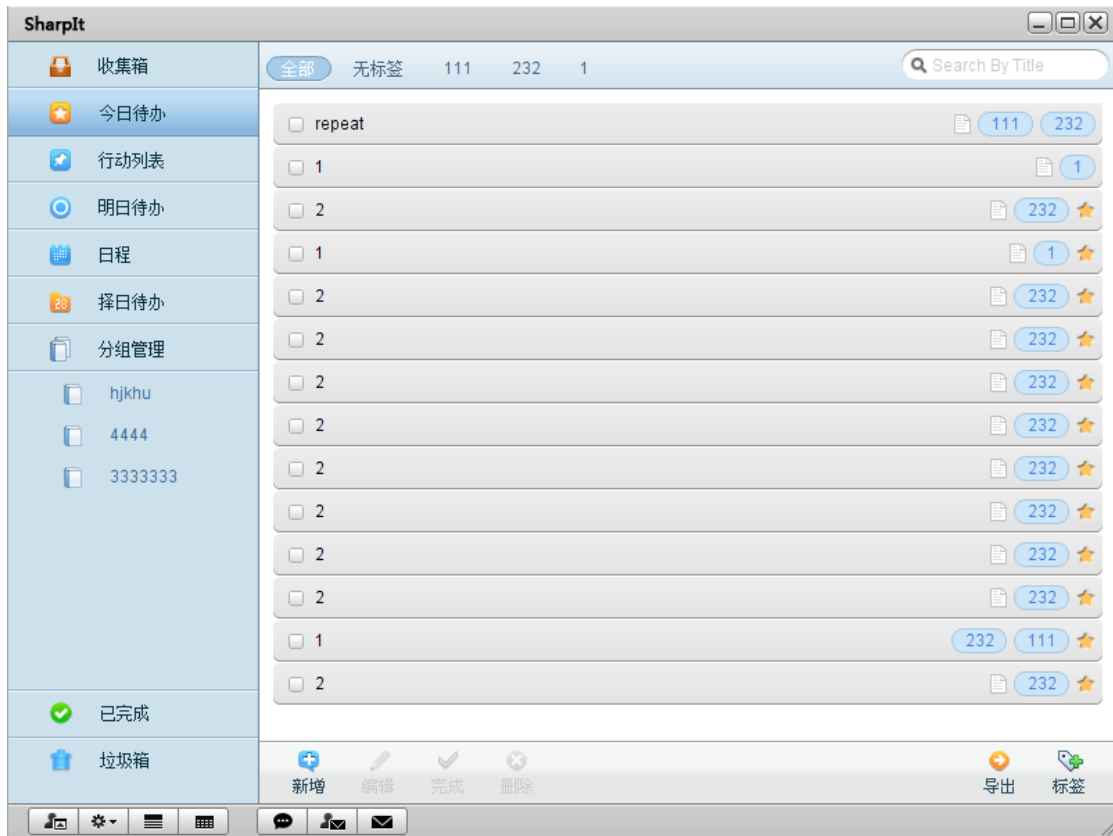 SharpIt
收集箱
今日待办
行动列表
明日待办
日程
28
择日待办
分组管理
hjkhu
4444
3333333
已完成
垃圾箱
全部 无标签 111 232 1
Search By Title
repeat 111 232
1 1
2 232
1 1
2 232
2 232
2 232
2 232
2 232
2 232
2 232
2 232
1 232 111
2 232
新增 编辑 完成 删除 导出 标签